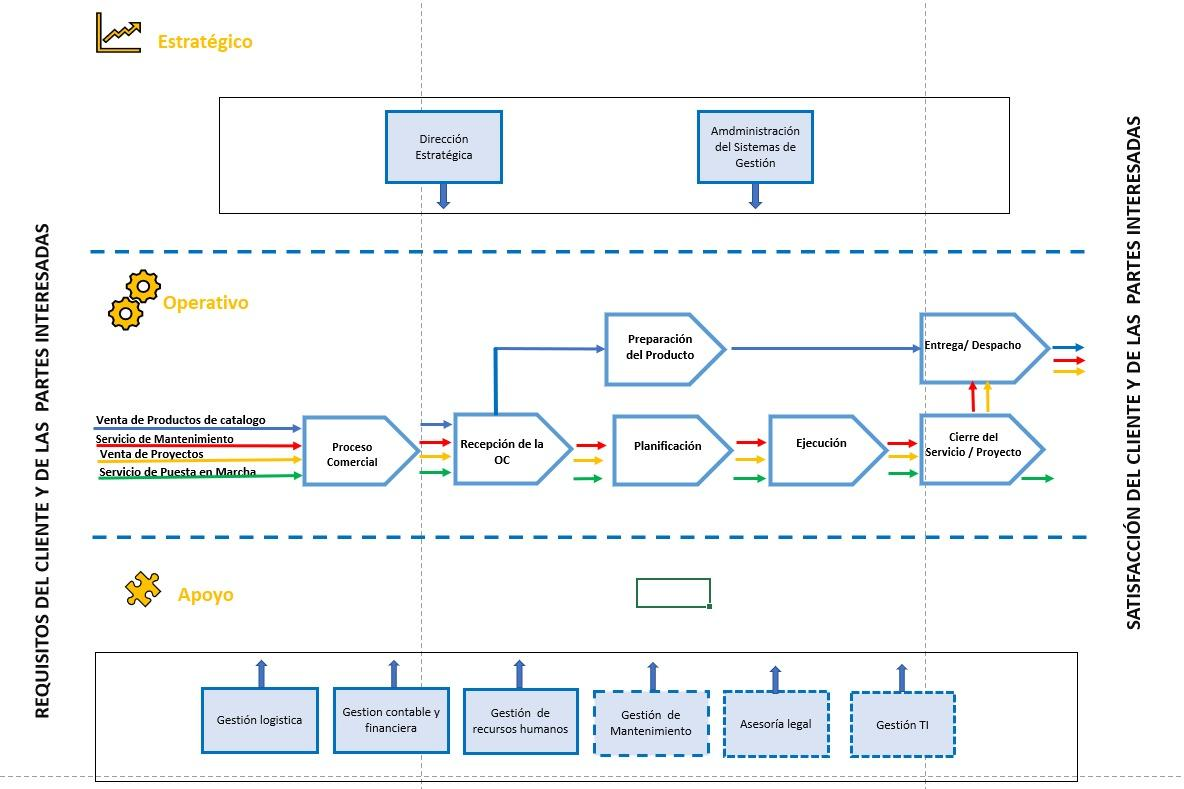 Estratégico
Dirección
Estratégica
Amdministración
del Sistemas de
Gestión
REQUISITOS DEL CLIENTE Y DE LAS PARTES INTERESADAS
SATISFACCIÓN DEL CLIENTE Y DE LAS PARTES INTERESADAS
Operativo
Preparación
del Producto
Entrega/ Despacho
Venta de Productos de catalogo
Servicio de Mantenimiento
Venta de Proyectos
Servicio de Puesta en Marcha
Proceso
Comercial
Recepción de la
OC
Planificación
Ejecución
Cierre del
Servicio / Proyecto
Apoyo
Gestión logistica
Gestion contable y
financiera
Gestión de
recursos humanos
Gestión de
Mantenimiento
Asesoría legal
Gestión TI